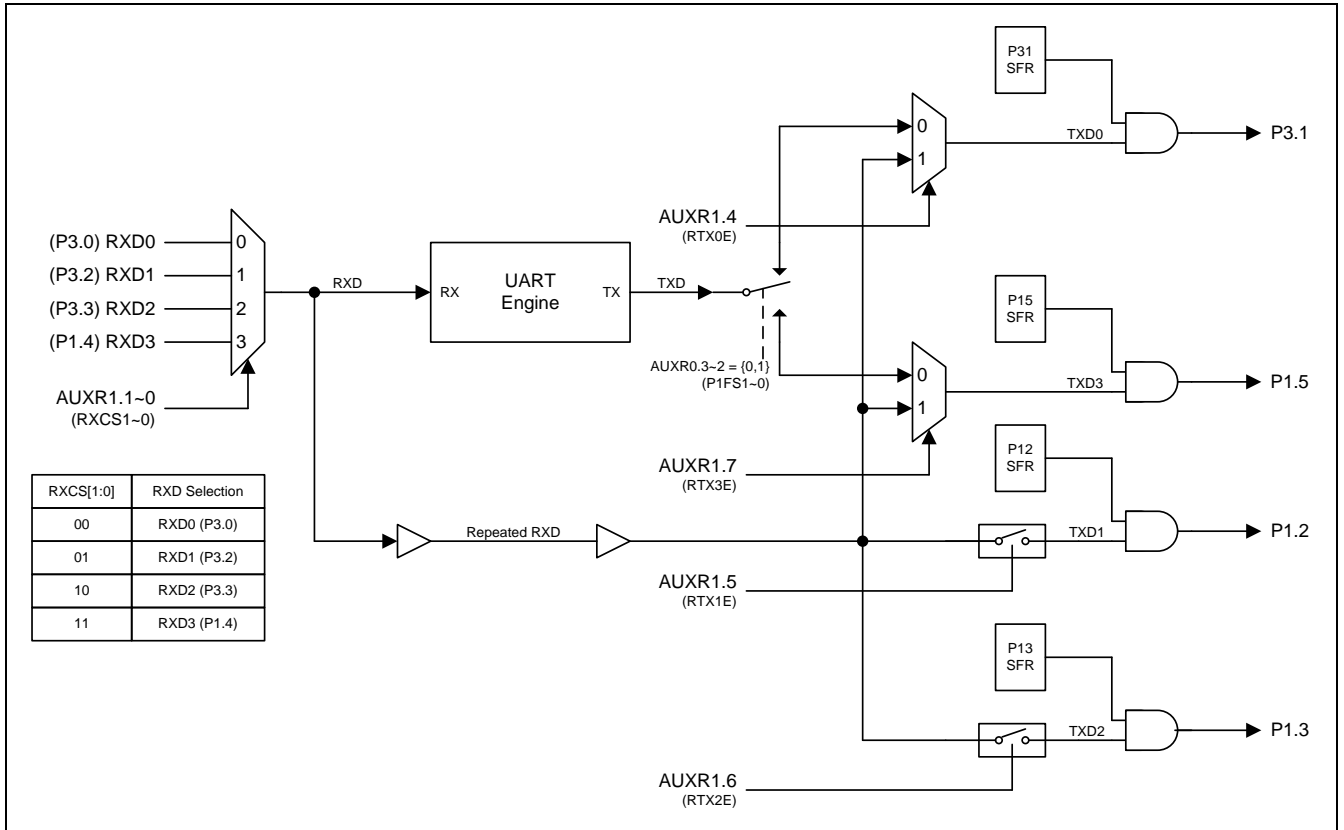 P31
SFR
0
1
TXD0
P3.1
AUXR1.4
(RTX0E)
(P3.0) RXD0
(P3.2) RXD1
(P3.3) RXD2
(P1.4) RXD3
0
1
2
3
RXD
RX
UART
Engine
TX
TXD
AUXR1.1~0
(RXCS1~0)
AUXR0.3~2 = {0,1}
(P1FS1~0)
P15
SFR
0
1
TXD3
P1.5
AUXR1.7
(RTX3E)
RXCS[1:0] RXD Selection
00 RXD0 (P3.0)
01 RXD1 (P3.2)
10 RXD2 (P3.3)
11 RXD3 (P1.4)
Repeated RXD
P12
SFR
TXD1
P1.2
AUXR1.5
(RTX1E)
P13
SFR
TXD2
P1.3
AUXR1.6
(RTX2E)